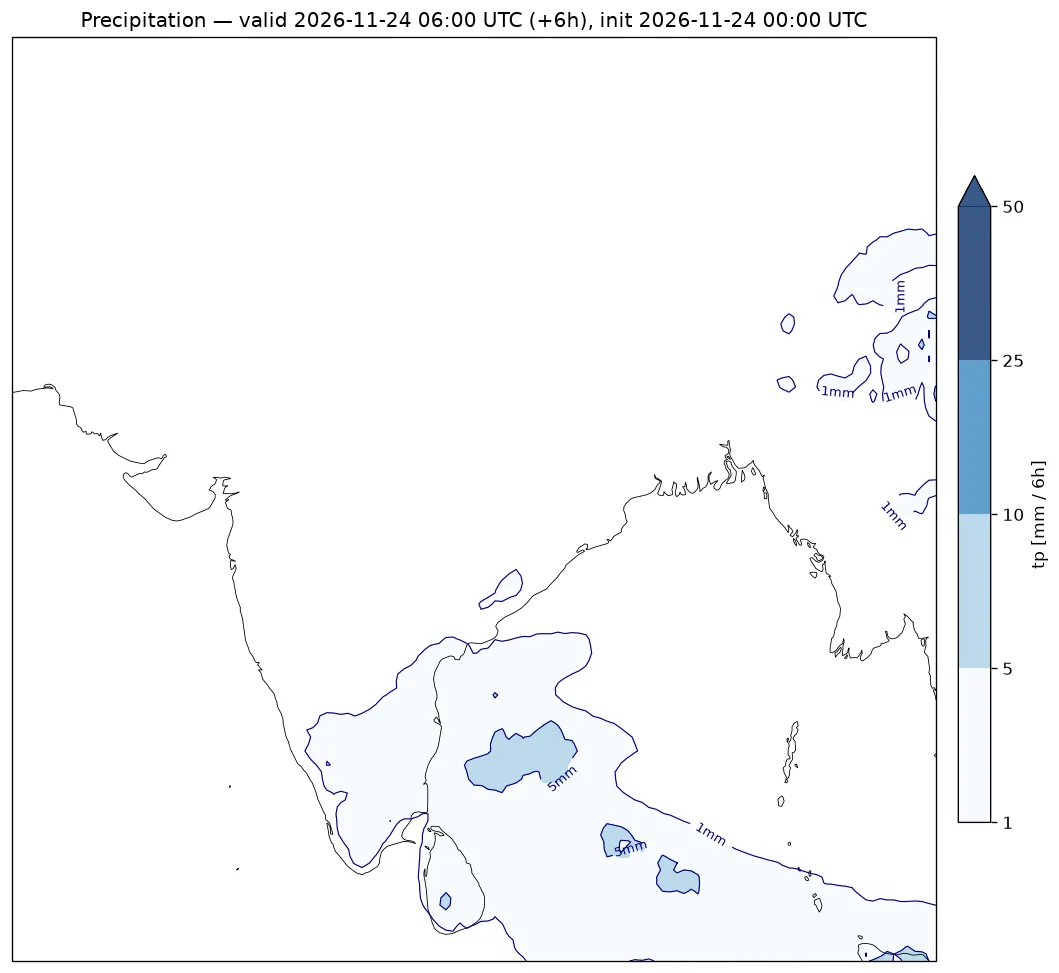 Precipitation — valid 2026-11-24 06:00 UTC (+6h), init 2026-11-24 00:00 UTC
50
1mm
25
1mm
1mm
tp [mm / 6h]
10
1mm
5
5mm
1mm
1
5mm